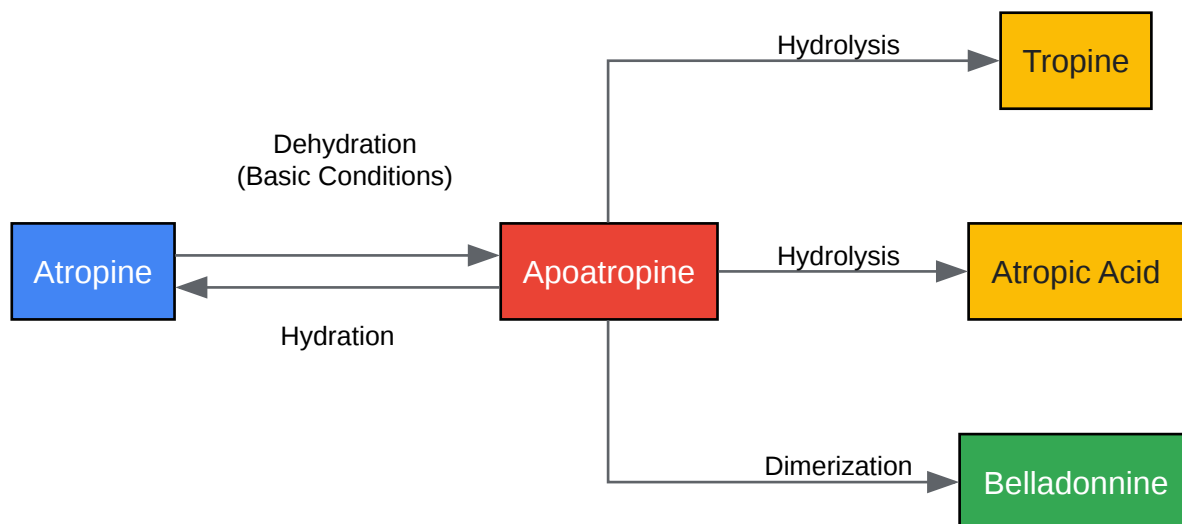 Hydrolysis
Tropine
Dehydration
(Basic Conditions)
Atropine
Apoatropine
Hydrolysis
Atropic Acid
Hydration
Dimerization
Belladonnine